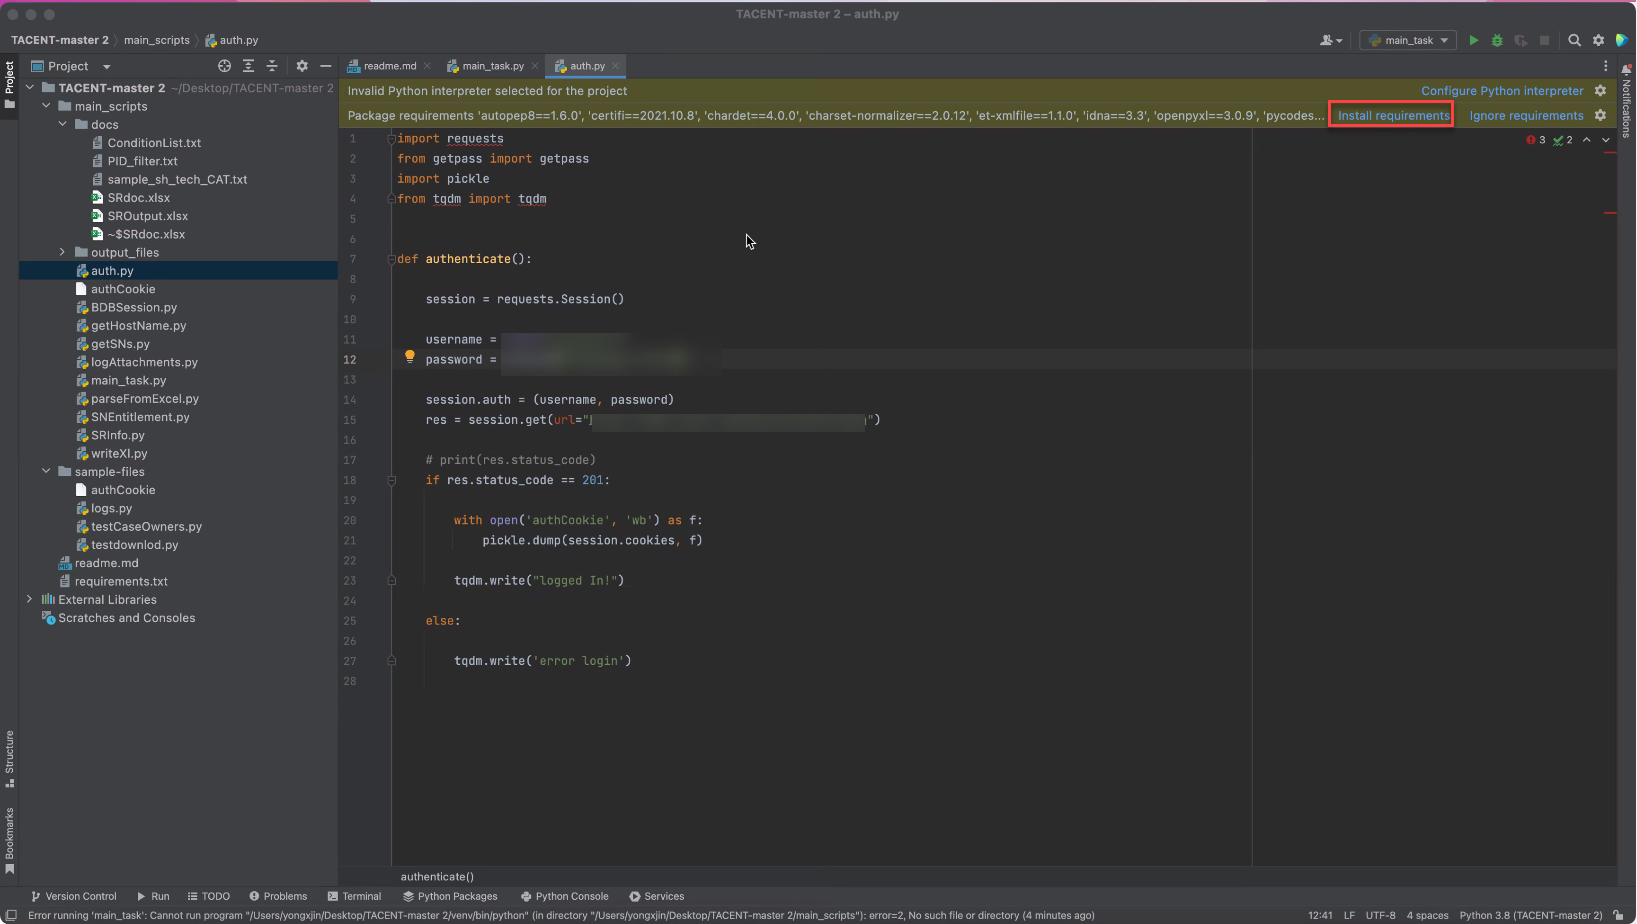 TACENT-master 2 – auth.py
TACENT-master 2 main_scripts auth.py
main_task
Project
readme.md main_task.py auth.py
Project
TACENT-master 2 ~/Desktop/TACENT-master 2
main_scripts
docs
ConditionList.txt
PID_filter.txt
sample_sh_tech_CAT.txt
SRdoc.xlsx
SROutput.xlsx
~$SRdoc.xlsx
output_files
auth.py
authCookie
BDBSession.py
getHostName.py
getSNs.py
logAttachments.py
main_task.py
parseFromExcel.py
SNEntitlement.py
SRInfo.py
writeXl.py
sample-files
authCookie
logs.py
testCaseOwners.py
testdownlod.py
readme.md
requirements.txt
External Libraries
Scratches and Consoles
Structure
Bookmarks
Notifications
Invalid Python interpreter selected for the project Configure Python interpreter
Package requirements 'autopep8==1.6.0', 'certifi==2021.10.8', 'chardet==4.0.0', 'charset-normalizer==2.0.12', 'et-xmlfile==1.1.0', 'idna==3.3', 'openpyxl==3.0.9', 'pycodes... Install requirements Ignore requirements
3 2
1 import requests
2 from getpass import getpass
3 import pickle
4 from tqdm import tqdm
5
6
7 def authenticate():
8
9 session = requests.Session()
10
11 username =
12 password =
13
14 session.auth = (username, password)
15 res = session.get(url=" ")
16
17 # print(res.status_code)
18 if res.status_code == 201:
19
20 with open('authCookie', 'wb') as f:
21 pickle.dump(session.cookies, f)
22
23 tqdm.write("logged In!")
24
25 else:
26
27 tqdm.write('error login')
28
authenticate()
Version Control Run TODO Problems Terminal Python Packages Python Console Services
Error running 'main_task': Cannot run program "/Users/yongxjin/Desktop/TACENT-master 2/venv/bin/python" (in directory "/Users/yongxjin/Desktop/TACENT-master 2/main_scripts"): error=2, No such file or directory (4 minutes ago) 12:41 LF UTF-8 4 spaces Python 3.8 (TACENT-master 2)